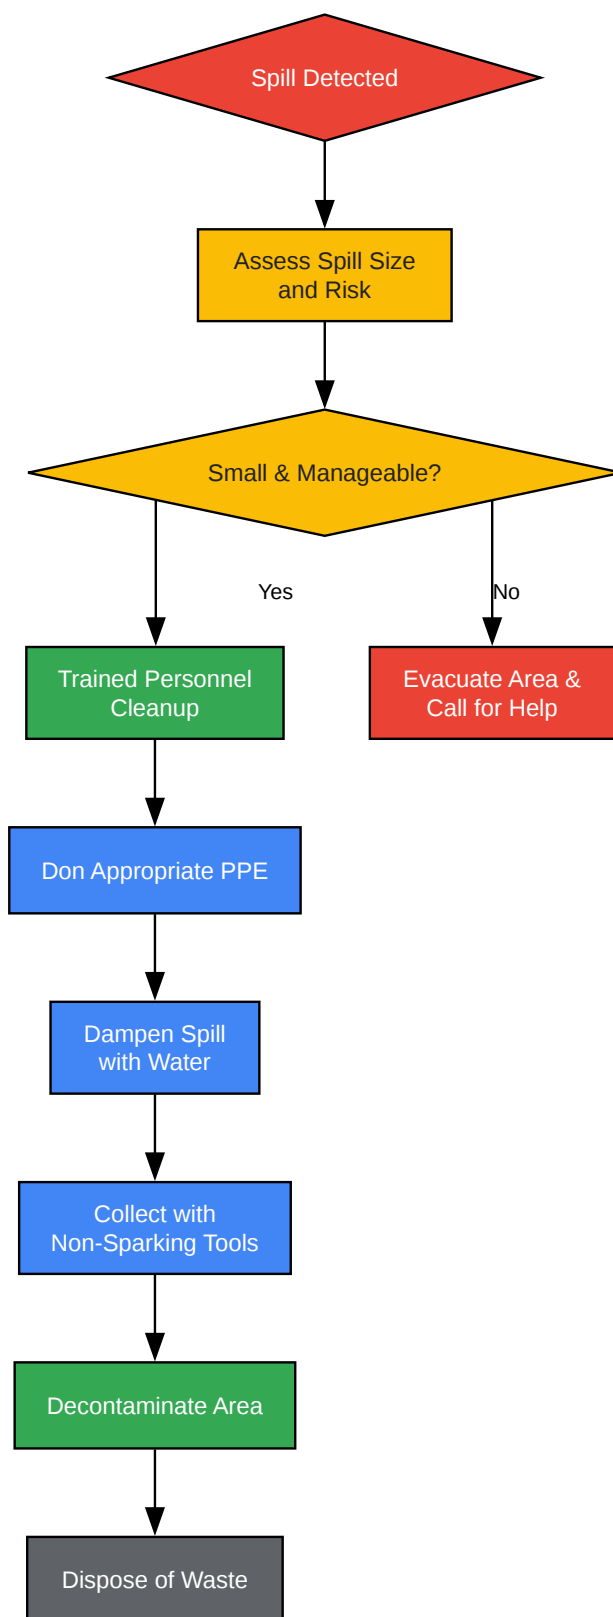 Spill Detected
Assess Spill Size
and Risk
Small & Manageable?
Yes
No
Trained Personnel
Cleanup
Evacuate Area &
Call for Help
Don Appropriate PPE
Dampen Spill
with Water
Collect with
Non-Sparking Tools
Decontaminate Area
Dispose of Waste